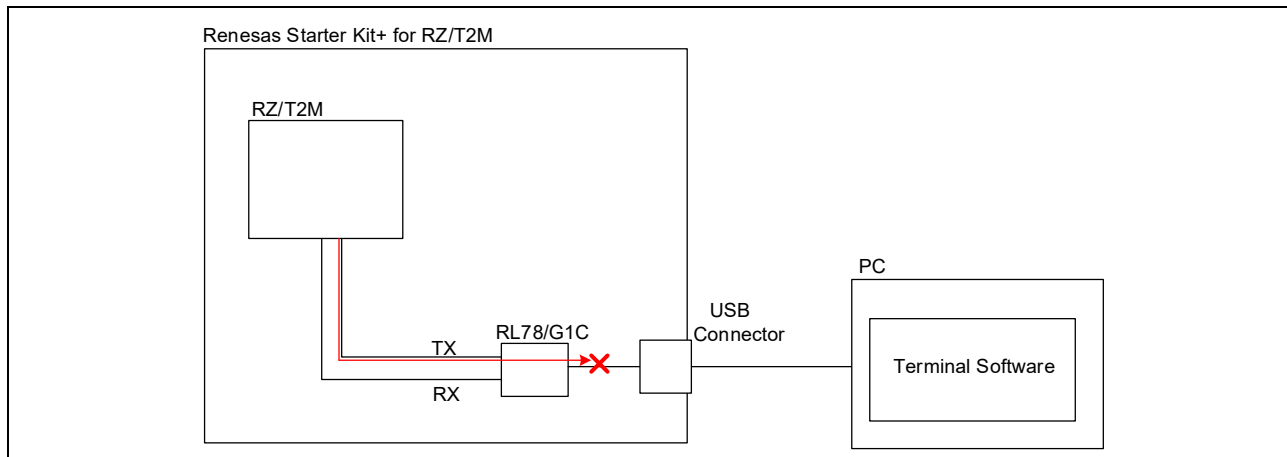 Renesas Starter Kit+ for RZ/T2M
RZ/T2M
PC
USB
Connector
RL78/G1C
TX
Terminal Software
RX